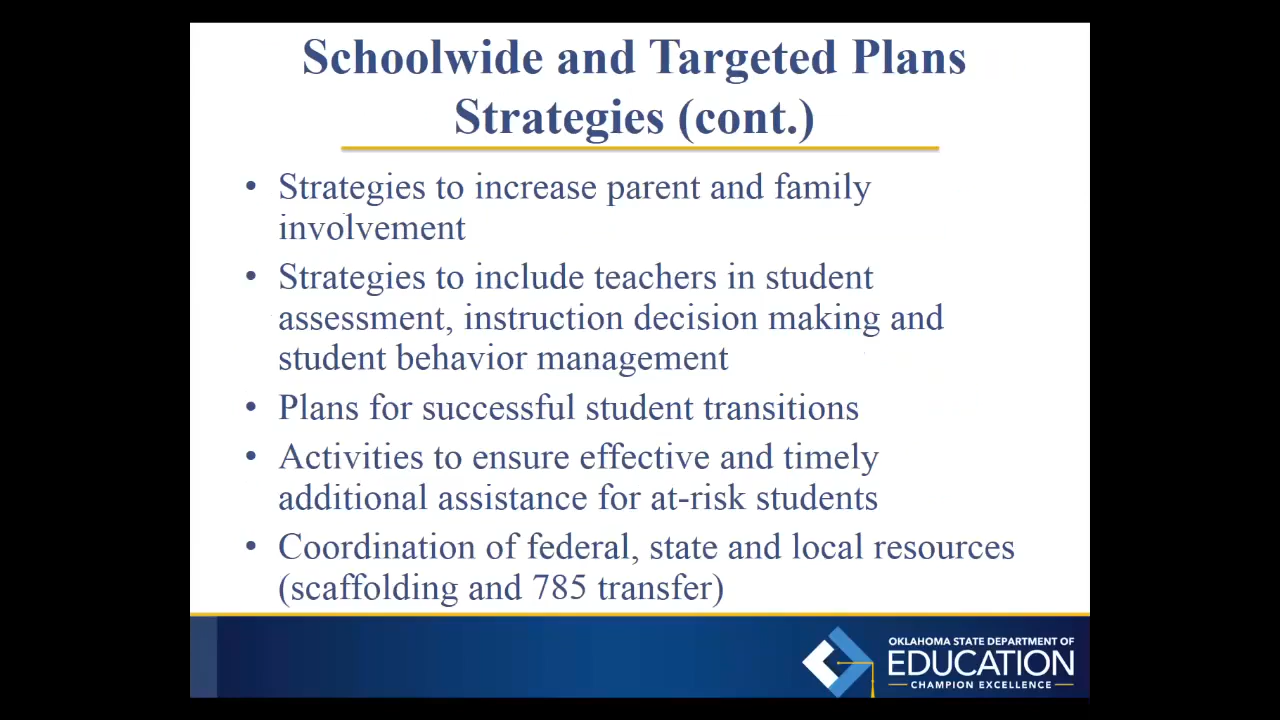 Schoolwide and Targeted Plans
Strategies (cont.)
• Strategies to increase parent and family
involvement
• Strategies to include teachers in student
assessment, instruction decision making and
student behavior management
• Plans for successful student transitions
• Activities to ensure effective and timely
additional assistance for at-risk students
• Coordination of federal, state and local resources
(scaffolding and 785 transfer)
OKLAHOMA STATE DEPARTMENT OF
EDUCATION
CHAMPION EXCELLENCE